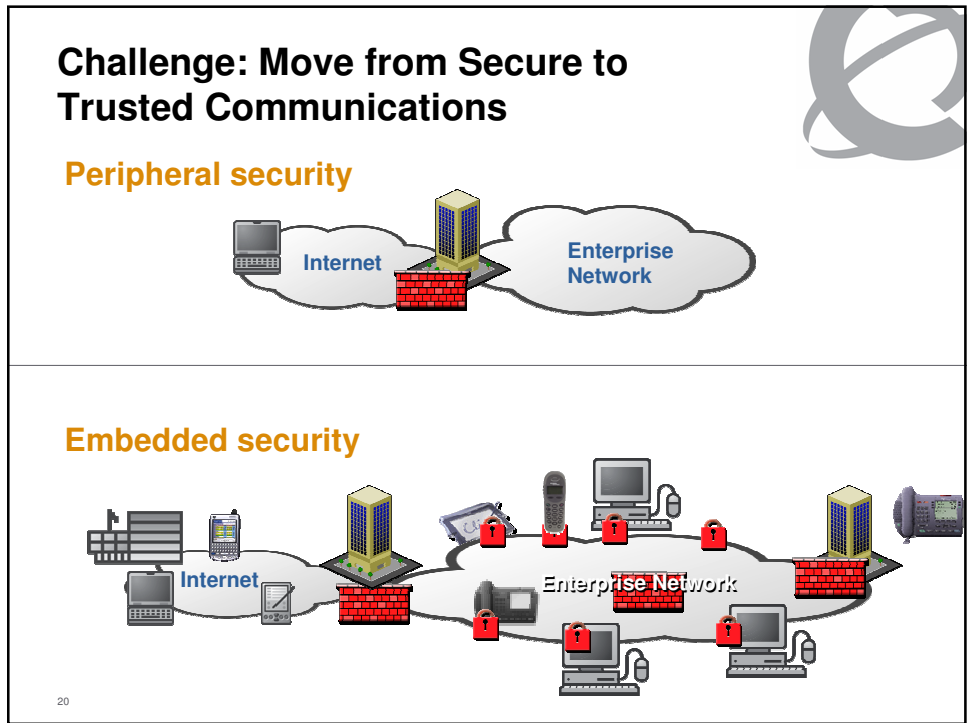 Challenge: Move from Secure to
Trusted Communications
Peripheral security
Internet
Enterprise
Network
Embedded security
Internet
Enterprise Network
20